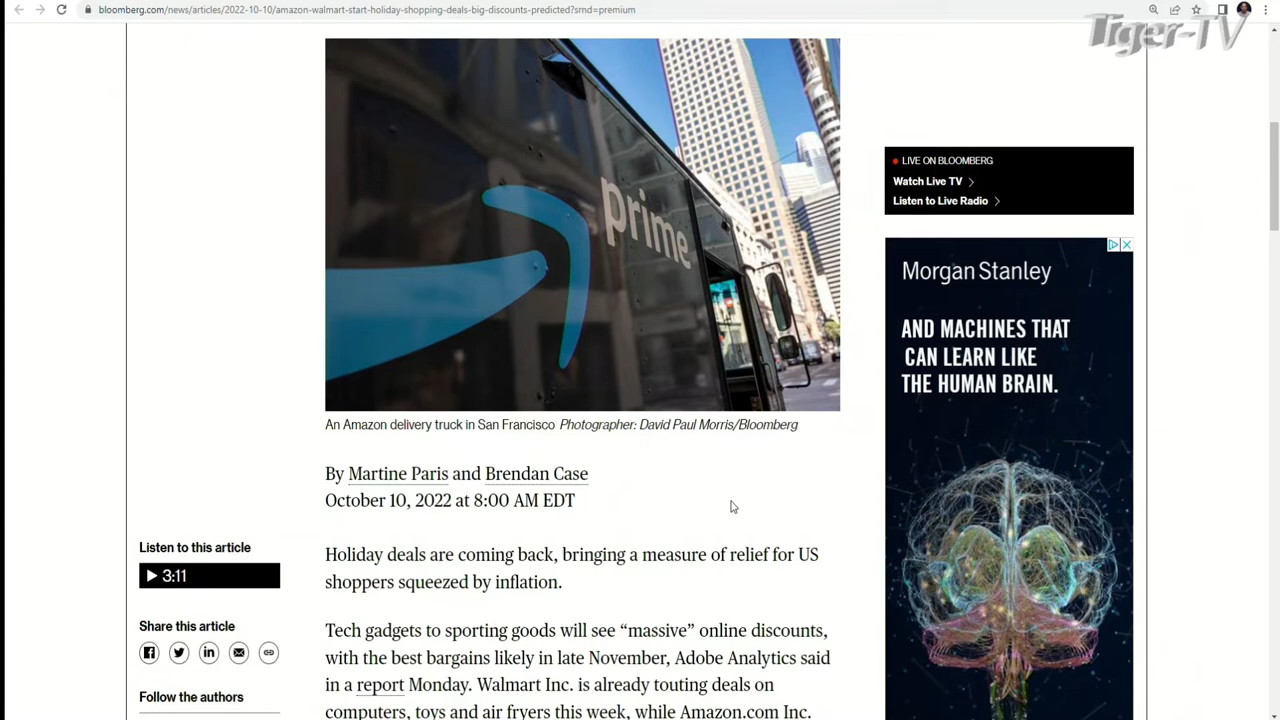 bloomberg.com/news/articles/2022-10-10/amazon-walmart-start-holiday-shopping-deals-big-discounts-predicted?srnd=premium
Tiger-TV
prime
An Amazon delivery truck in San Francisco Photographer: David Paul Morris/Bloomberg
By Martine Paris and Brendan Case
October 10, 2022 at 8:00 AM EDT
Listen to this article
3:11
Share this article
Follow the authors
Holiday deals are coming back, bringing a measure of relief for US
shoppers squeezed by inflation.
Tech gadgets to sporting goods will see “massive” online discounts,
with the best bargains likely in late November, Adobe Analytics said
in a report Monday. Walmart Inc. is already touting deals on
computers, toys and air fryers this week, while Amazon.com Inc.
LIVE ON BLOOMBERG
Watch Live TV
Listen to Live Radio
Morgan Stanley
AND MACHINES THAT
CAN LEARN LIKE
THE HUMAN BRAIN.